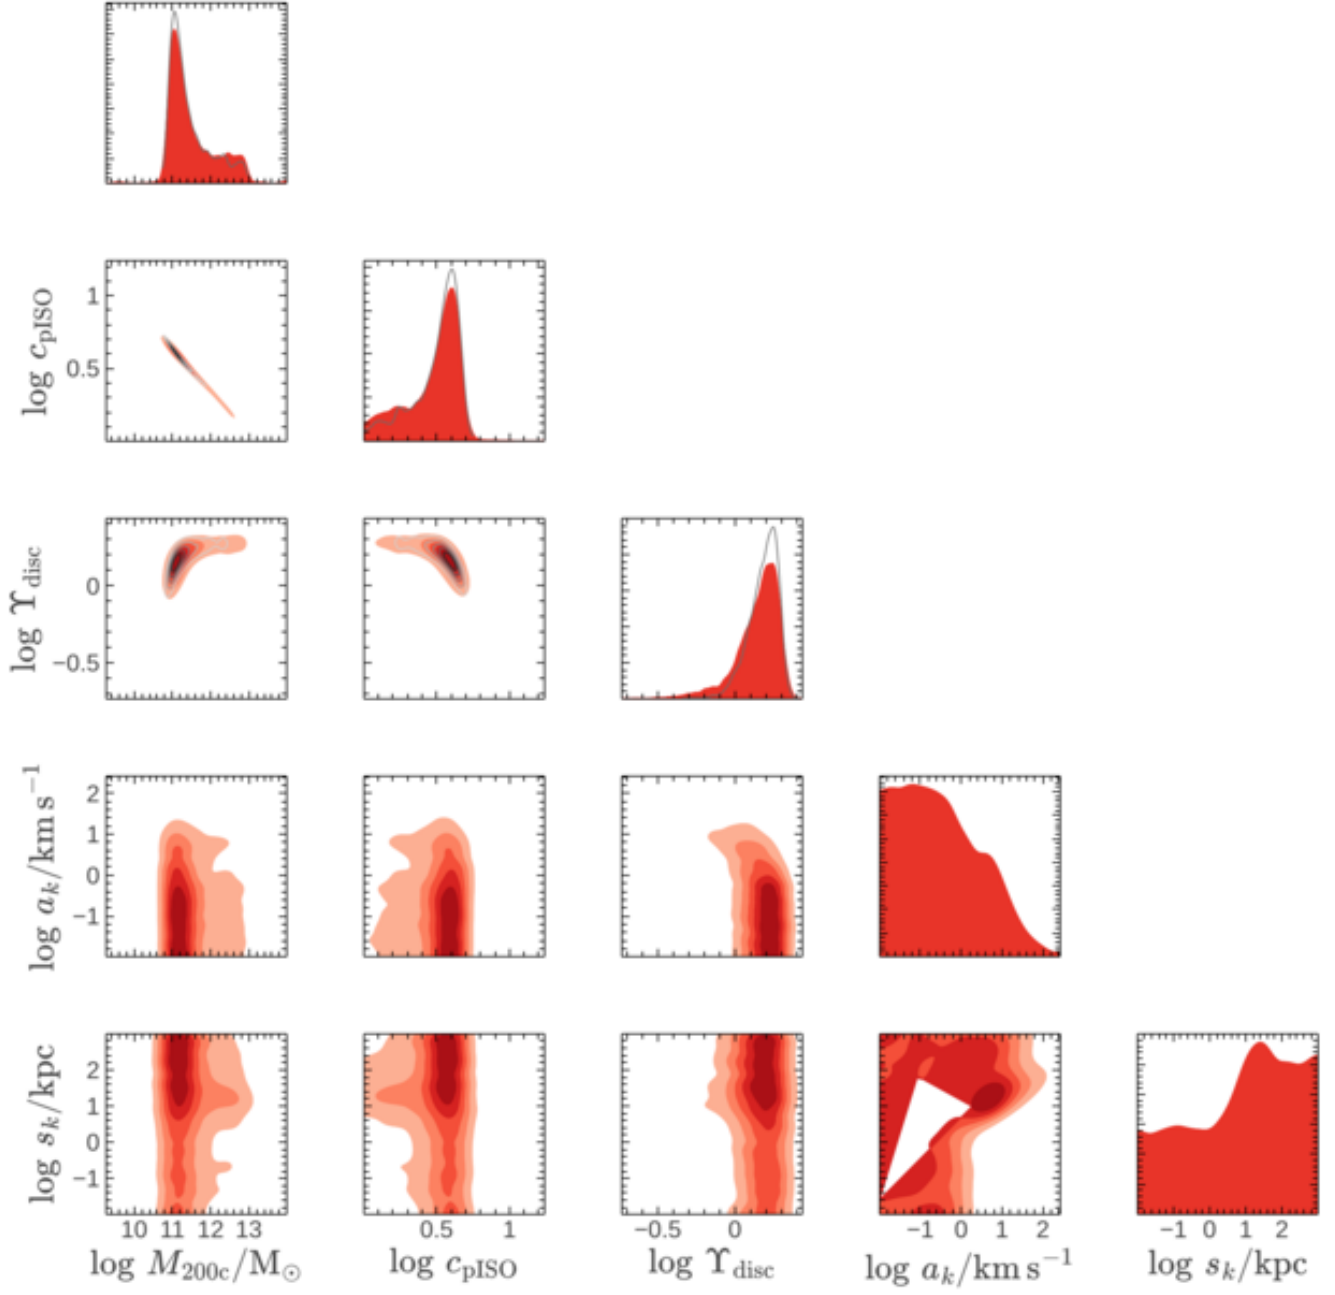 log c_pISO
1
0.5
log ϒ_disc
0
−0.5
log a_k/km s⁻¹
2
1
0
−1
log s_k/kpc
2
1
0
−1
10 11 12 13 0.5 1 −0.5 0 −1 0 1 2 −1 0 1 2
log M_200c/M_⊙ log c_pISO log ϒ_disc log a_k/km s⁻¹ log s_k/kpc